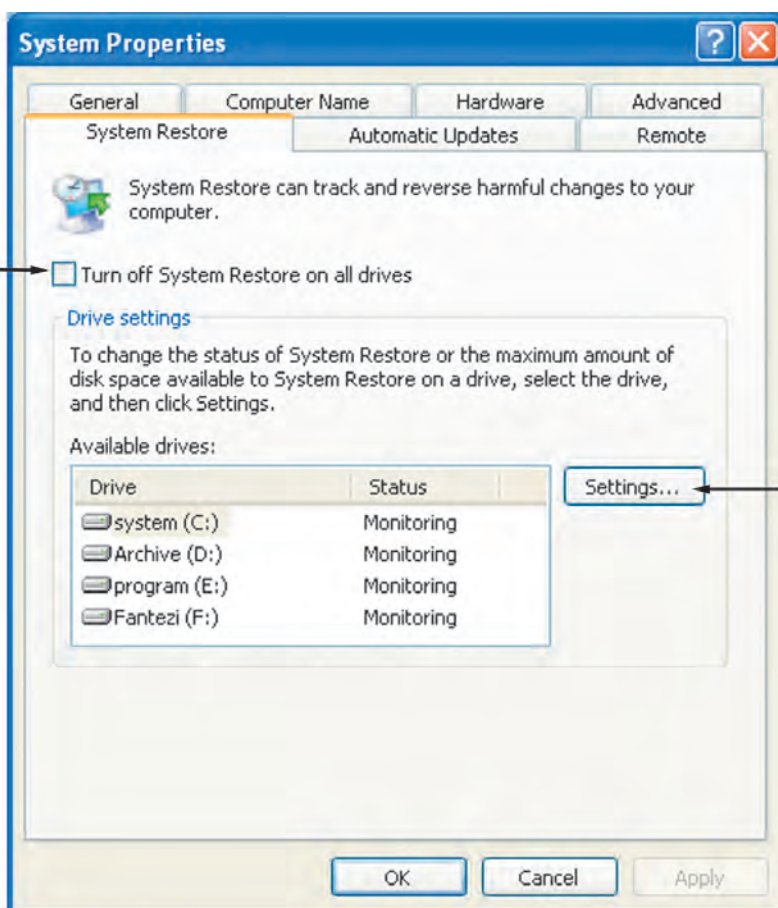 System Properties
?
X
General Computer Name Hardware Advanced
System Restore Automatic Updates Remote
System Restore can track and reverse harmful changes to your
computer.
Turn off System Restore on all drives
Drive settings
To change the status of System Restore or the maximum amount of
disk space available to System Restore on a drive, select the drive,
and then click Settings.
Available drives:
Drive Status
Settings...
system (C:) Monitoring
Archive (D:) Monitoring
program (E:) Monitoring
Fantezi (F:) Monitoring
OK Cancel Apply